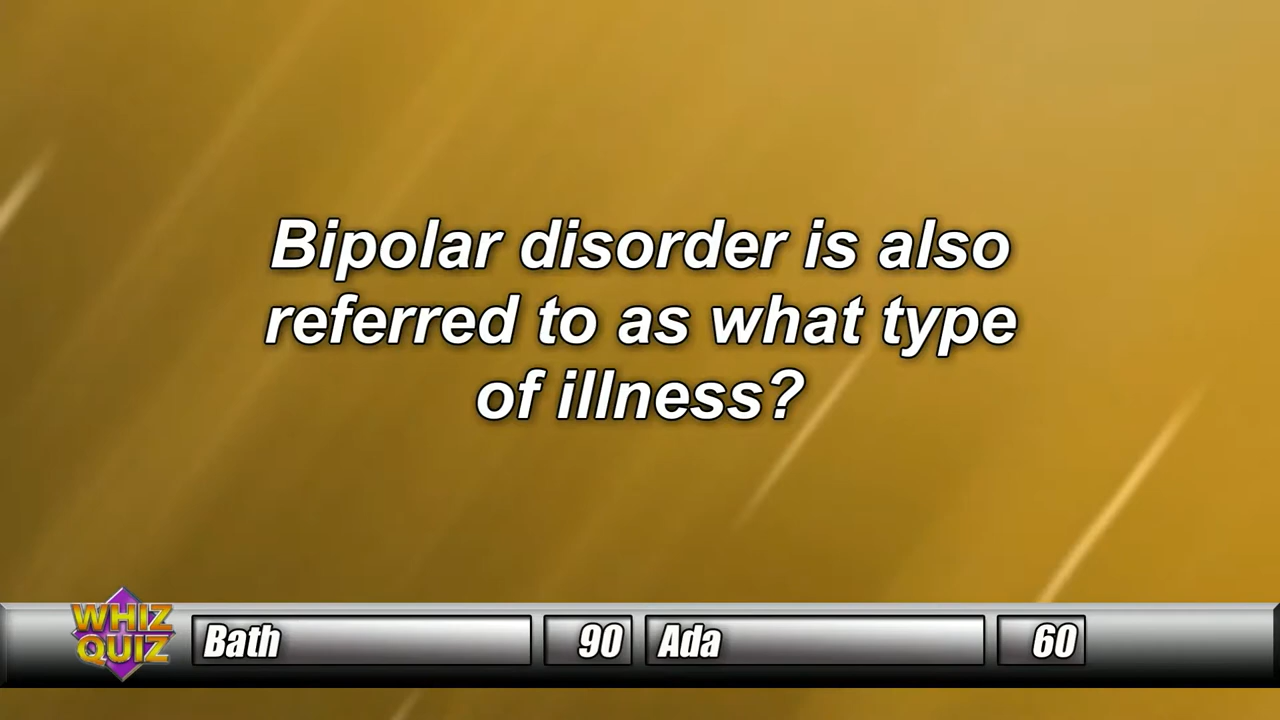 Bipolar disorder is also
referred to as what type
of illness?
WHIZ
QUIZ
Bath 90 Ada 60